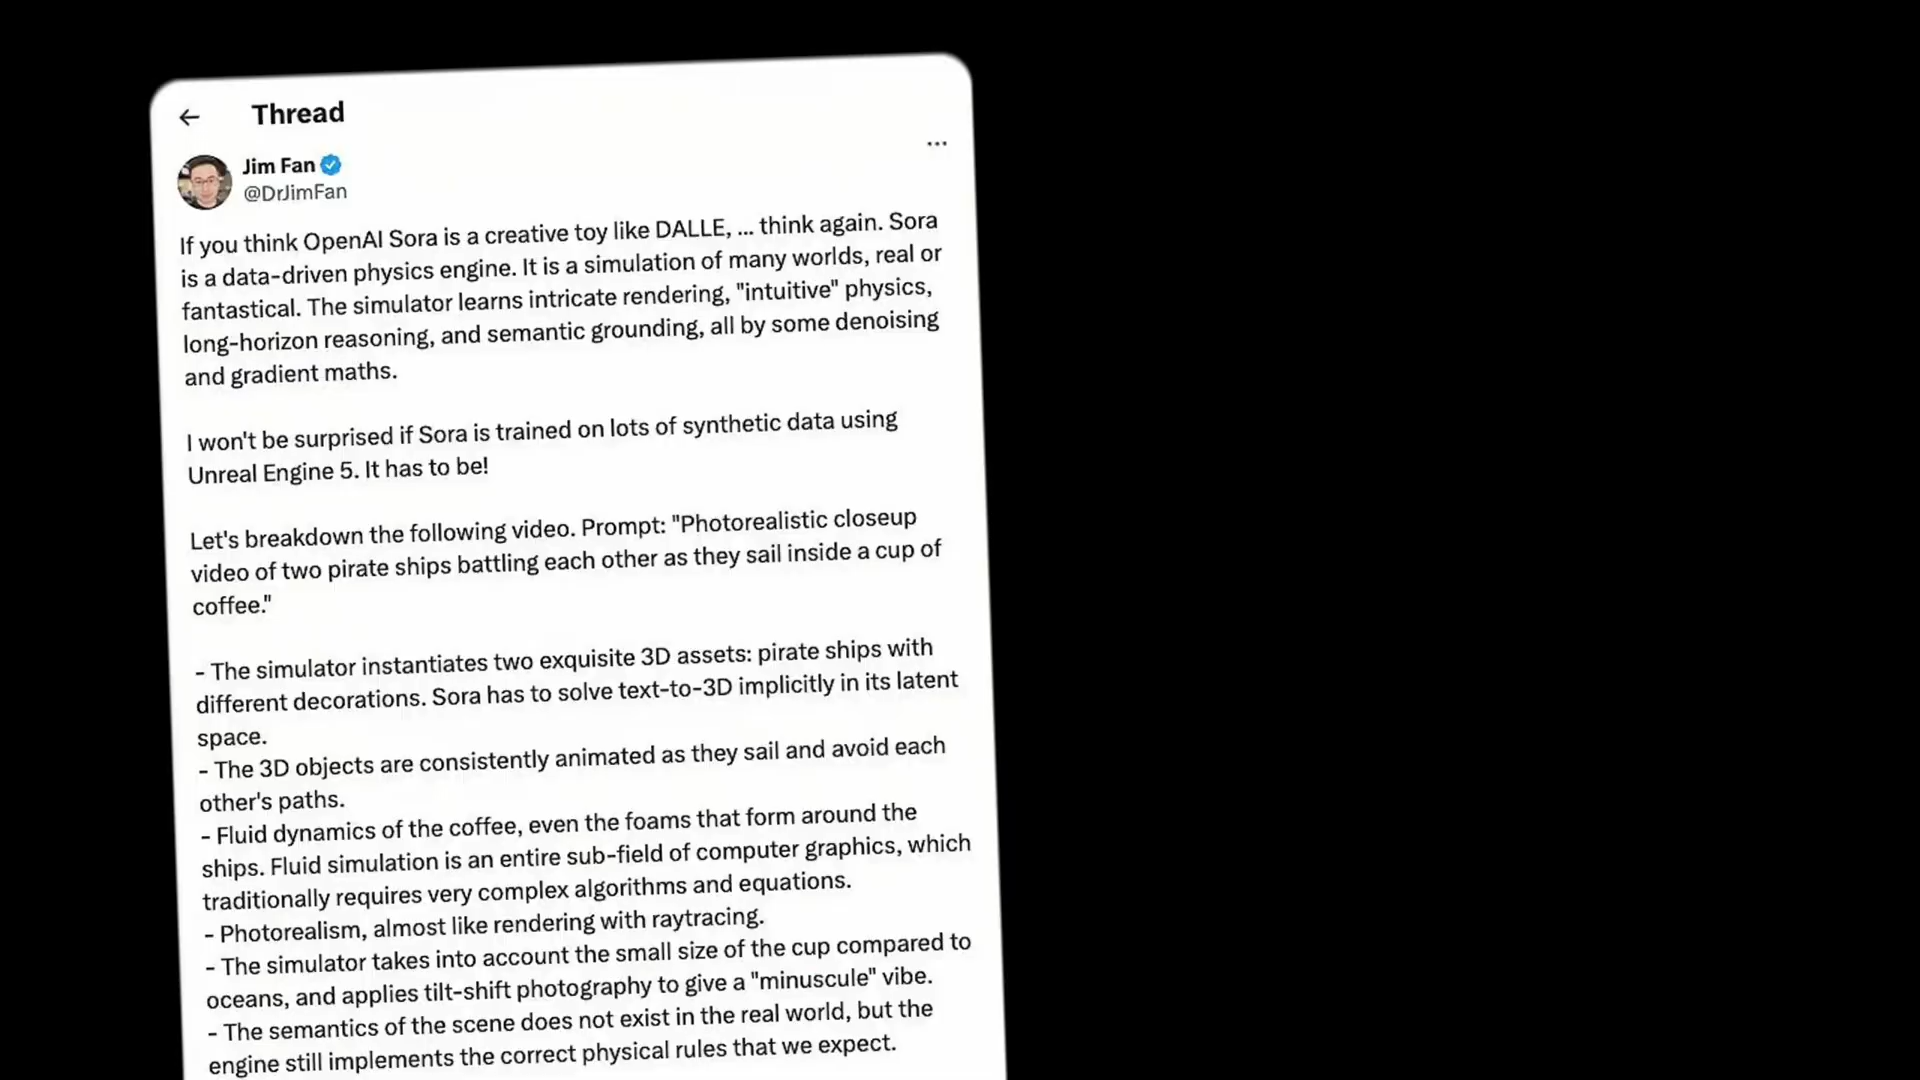 Thread
Jim Fan
@DrJimFan
If you think OpenAI Sora is a creative toy like DALLE, ... think again. Sora
is a data-driven physics engine. It is a simulation of many worlds, real or
fantastical. The simulator learns intricate rendering, "intuitive" physics,
long-horizon reasoning, and semantic grounding, all by some denoising
and gradient maths.
I won't be surprised if Sora is trained on lots of synthetic data using
Unreal Engine 5. It has to be!
Let's breakdown the following video. Prompt: "Photorealistic closeup
video of two pirate ships battling each other as they sail inside a cup of
coffee."
- The simulator instantiates two exquisite 3D assets: pirate ships with
different decorations. Sora has to solve text-to-3D implicitly in its latent
space.
- The 3D objects are consistently animated as they sail and avoid each
other's paths.
- Fluid dynamics of the coffee, even the foams that form around the
ships. Fluid simulation is an entire sub-field of computer graphics, which
traditionally requires very complex algorithms and equations.
- Photorealism, almost like rendering with raytracing.
- The simulator takes into account the small size of the cup compared to
oceans, and applies tilt-shift photography to give a "minuscule" vibe.
- The semantics of the scene does not exist in the real world, but the
engine still implements the correct physical rules that we expect.